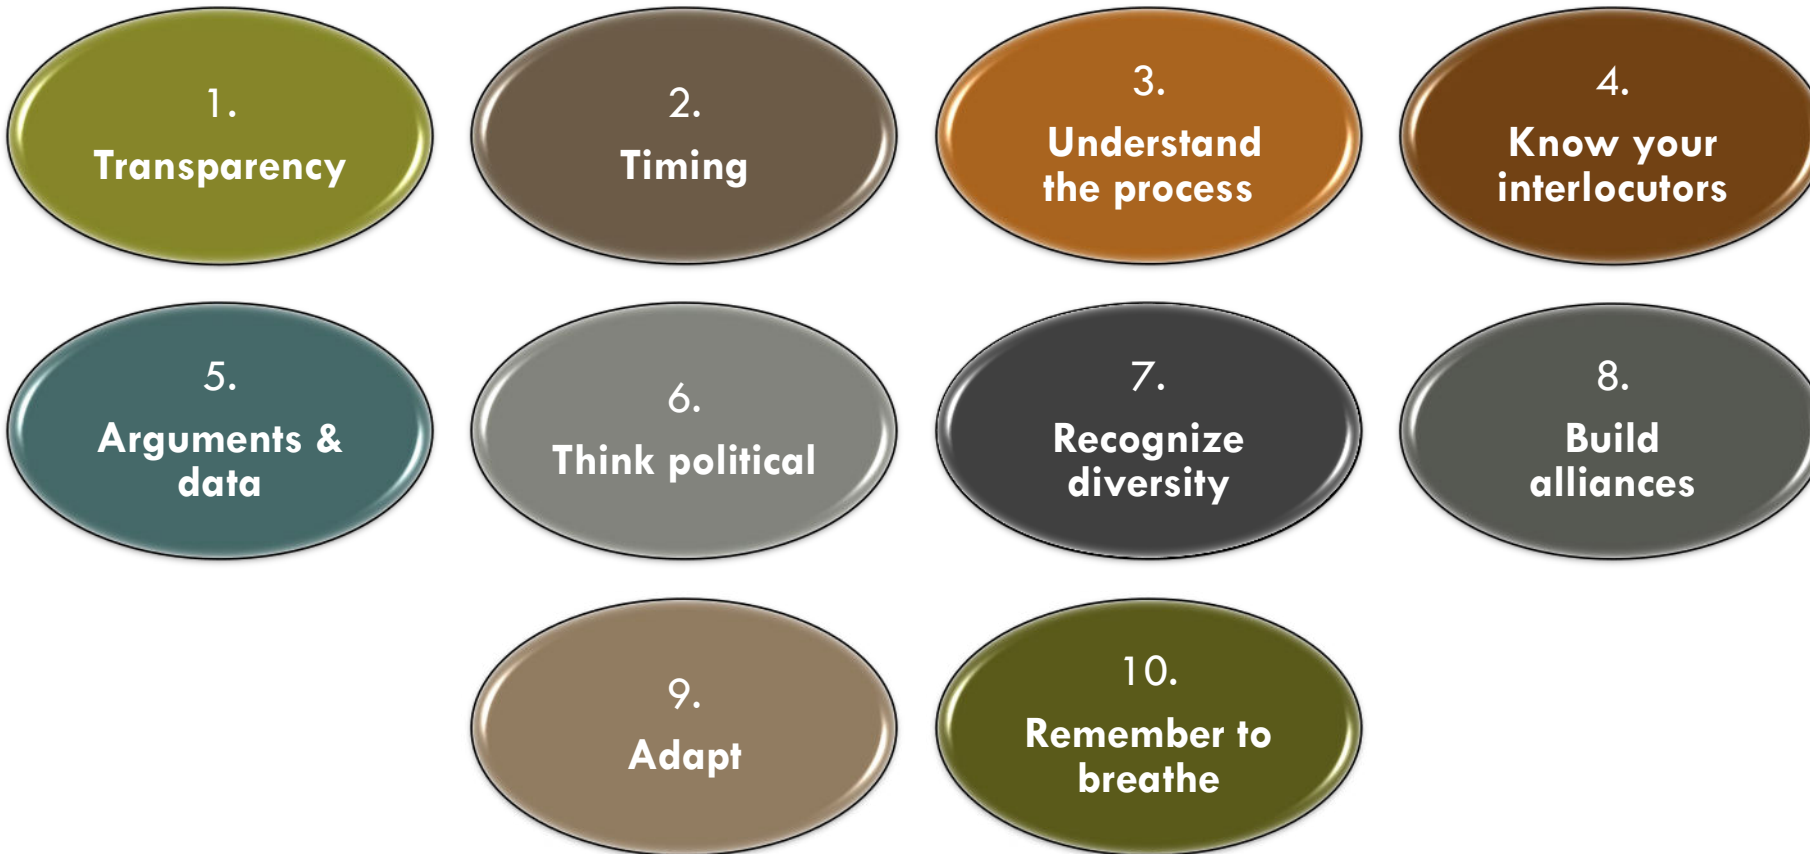 1.
Transparency
2.
Timing
3.
Understand
the process
4.
Know your
interlocutors
5.
Arguments &
data
6.
Think political
7.
Recognize
diversity
8.
Build
alliances
9.
Adapt
10.
Remember to
breathe